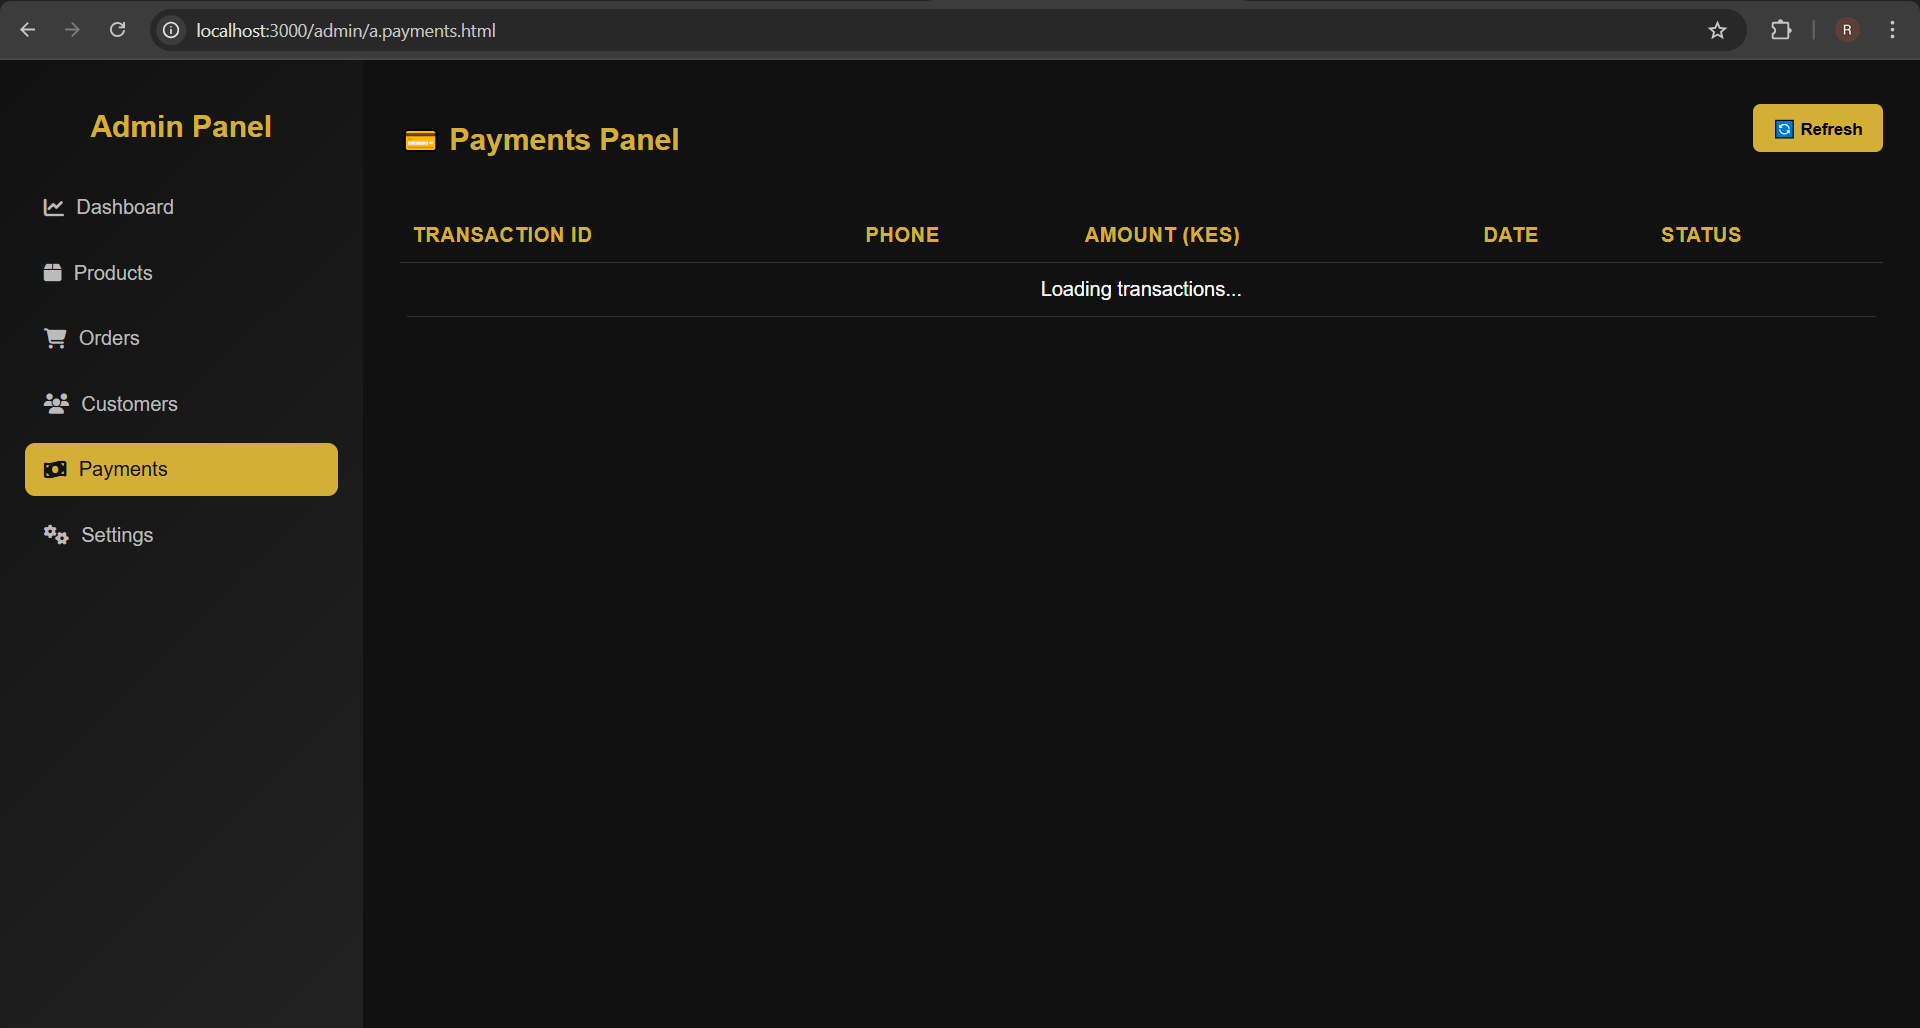 localhost:3000/admin/a.payments.html
R
Admin Panel
Dashboard
Products
Orders
Customers
Payments
Settings
Payments Panel
Refresh
TRANSACTION ID PHONE AMOUNT (KES) DATE STATUS
Loading transactions...